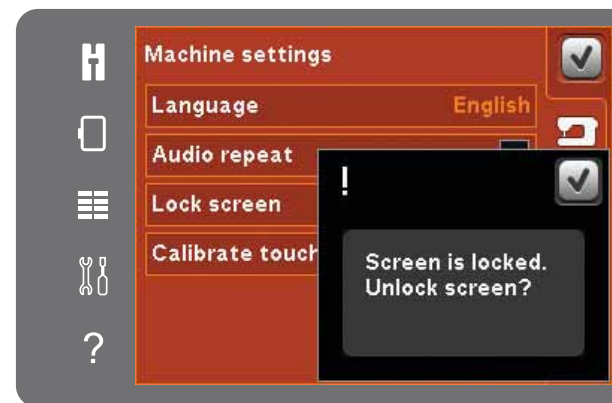 Machine settings
Language English
Audio repeat
Lock screen
Calibrate touch
!
Screen is locked.
Unlock screen?
?